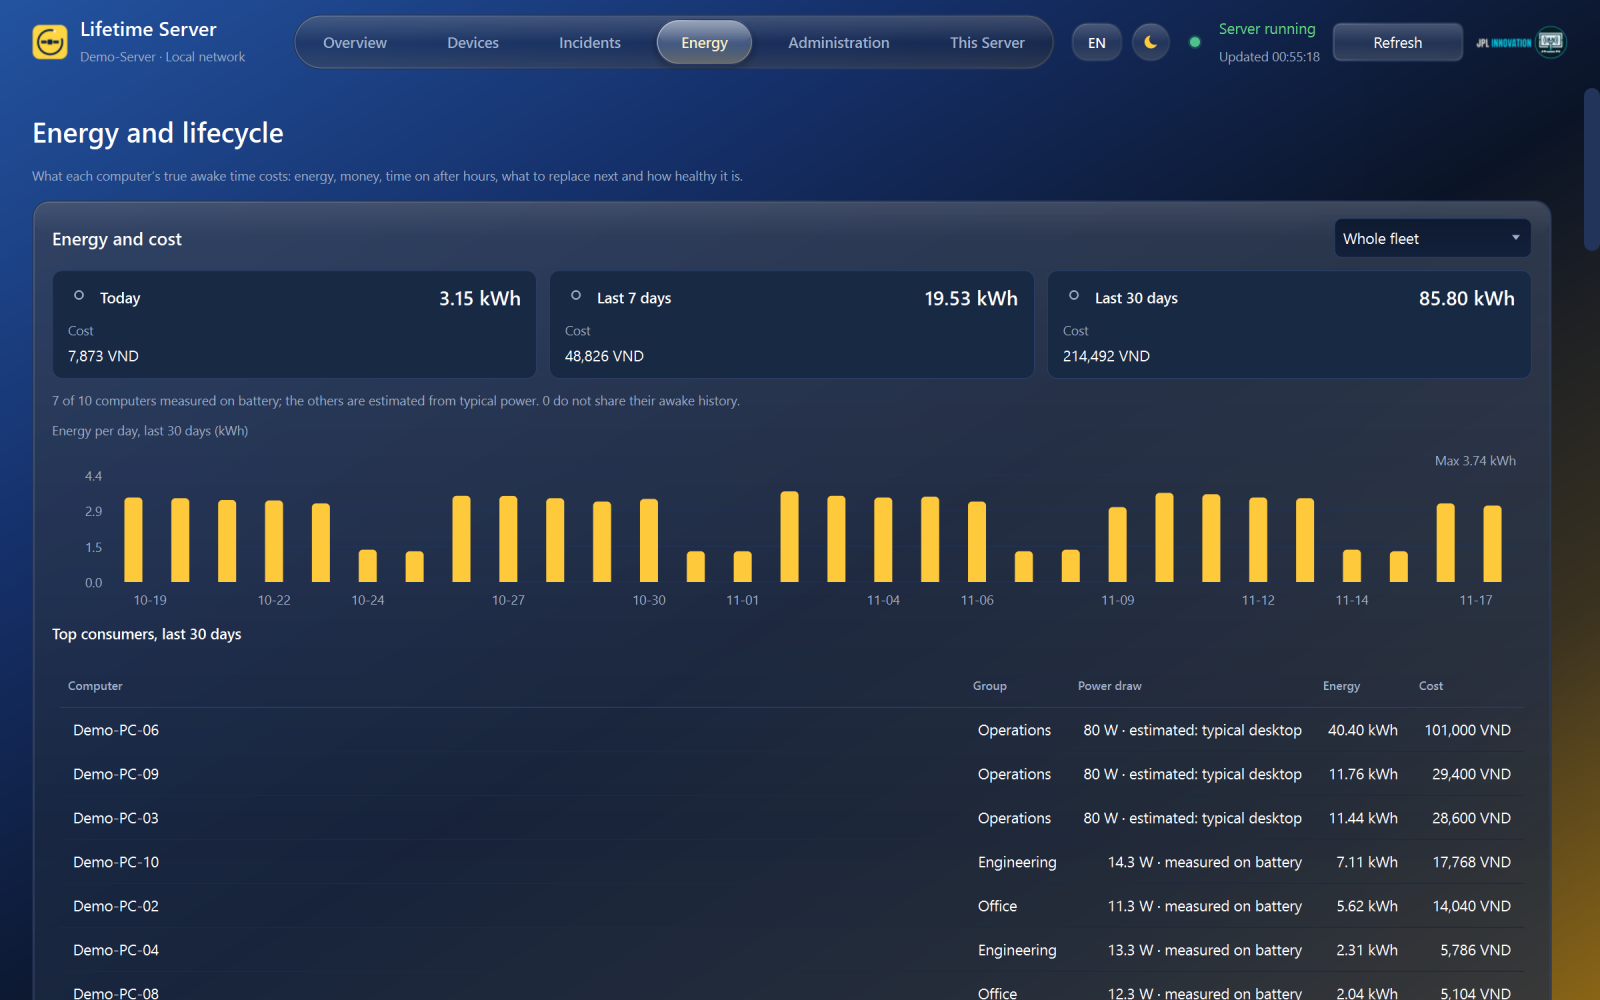 Lifetime Server
Demo-Server · Local network
Overview
Devices
Incidents
Energy
Administration
This Server
EN
Server running
Updated 00:55:18
Refresh
JPL INNOVATION
Energy and lifecycle
What each computer's true awake time costs: energy, money, time on after hours, what to replace next and how healthy it is.
Energy and cost
Whole fleet
Today 3.15 kWh
Cost
7,873 VND
Last 7 days 19.53 kWh
Cost
48,826 VND
Last 30 days 85.80 kWh
Cost
214,492 VND
7 of 10 computers measured on battery; the others are estimated from typical power. 0 do not share their awake history.
Energy per day, last 30 days (kWh)
Max 3.74 kWh
4.4
2.9
1.5
0.0
10-19 10-22 10-24 10-27 10-30 11-01 11-04 11-06 11-09 11-12 11-14 11-17
Top consumers, last 30 days
Computer Group Power draw Energy Cost
Demo-PC-06 Operations 80 W · estimated: typical desktop 40.40 kWh 101,000 VND
Demo-PC-09 Operations 80 W · estimated: typical desktop 11.76 kWh 29,400 VND
Demo-PC-03 Operations 80 W · estimated: typical desktop 11.44 kWh 28,600 VND
Demo-PC-10 Engineering 14.3 W · measured on battery 7.11 kWh 17,768 VND
Demo-PC-02 Office 11.3 W · measured on battery 5.62 kWh 14,040 VND
Demo-PC-04 Engineering 13.3 W · measured on battery 2.31 kWh 5,786 VND
Demo-PC-08 Office 12.3 W · measured on battery 2.04 kWh 5,104 VND